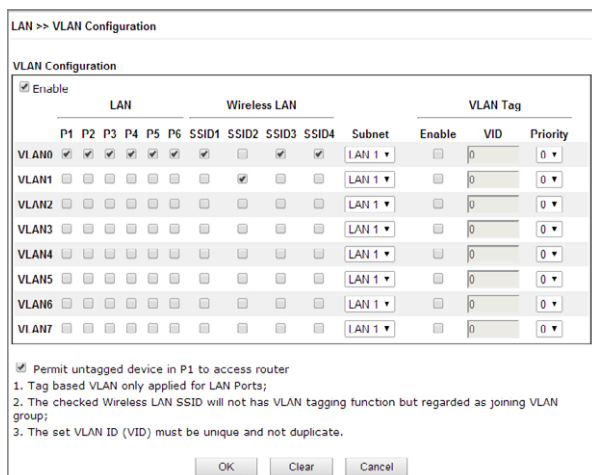 LAN >> VLAN Configuration
VLAN Configuration
Enable
LAN Wireless LAN VLAN Tag
P1 P2 P3 P4 P5 P6 SSID1 SSID2 SSID3 SSID4 Subnet Enable VID Priority
VLAN0 LAN 1 0 0
VLAN1 LAN 1 0 0
VLAN2 LAN 1 0 0
VLAN3 LAN 1 0 0
VLAN4 LAN 1 0 0
VLAN5 LAN 1 0 0
VLAN6 LAN 1 0 0
VLAN7 LAN 1 0 0
Permit untagged device in P1 to access router
1. Tag based VLAN only applied for LAN Ports;
2. The checked Wireless LAN SSID will not has VLAN tagging function but regarded as joining VLAN
group;
3. The set VLAN ID (VID) must be unique and not duplicate.
OK Clear Cancel